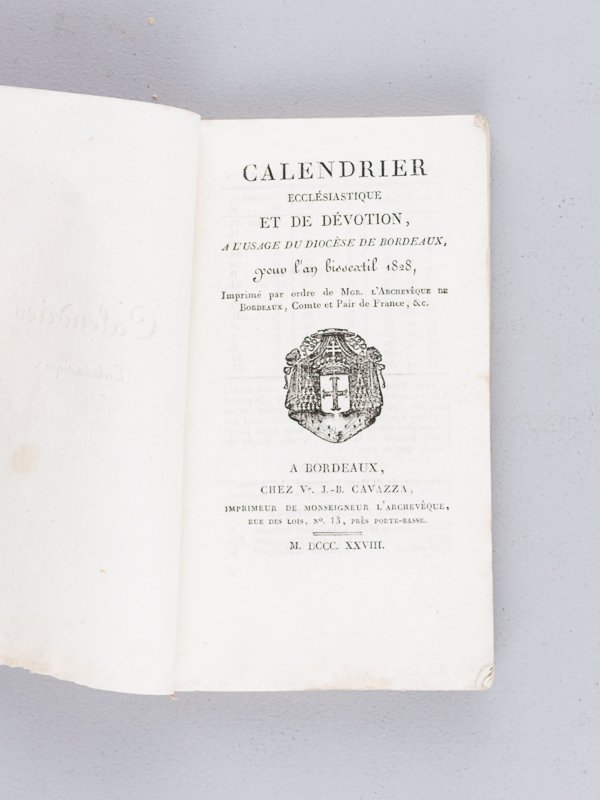 CALENDRIER
ECCLÉSIASTIQUE
ET DE DÉVOTION,
A L'USAGE DU DIOCÈSE DE BORDEAUX,
pour l'an bissextil 1828,
Imprimé par ordre de MGR. L'ARCHEVÊQUE DE
BORDEAUX, Comte et Pair de France, &c.
A BORDEAUX,
CHEZ Ve. J.-B. CAVAZZA,
IMPRIMEUR DE MONSEIGNEUR L'ARCHEVÊQUE,
RUE DES LOIS, No. 13, PRÈS PORTE-BASSE.
M. DCCC. XXVIII.